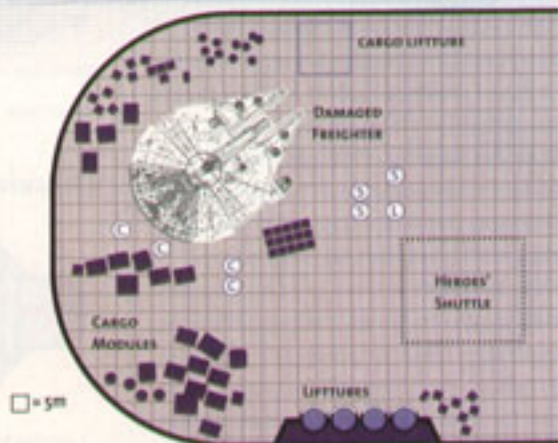 CARGO LIFTTUBE
DAMAGED
FREIGHTER
S
S S L
C
C
C
C
HEROES'
SHUTTLE
CARGO
MODULES
LIFTTUBES
= 5m